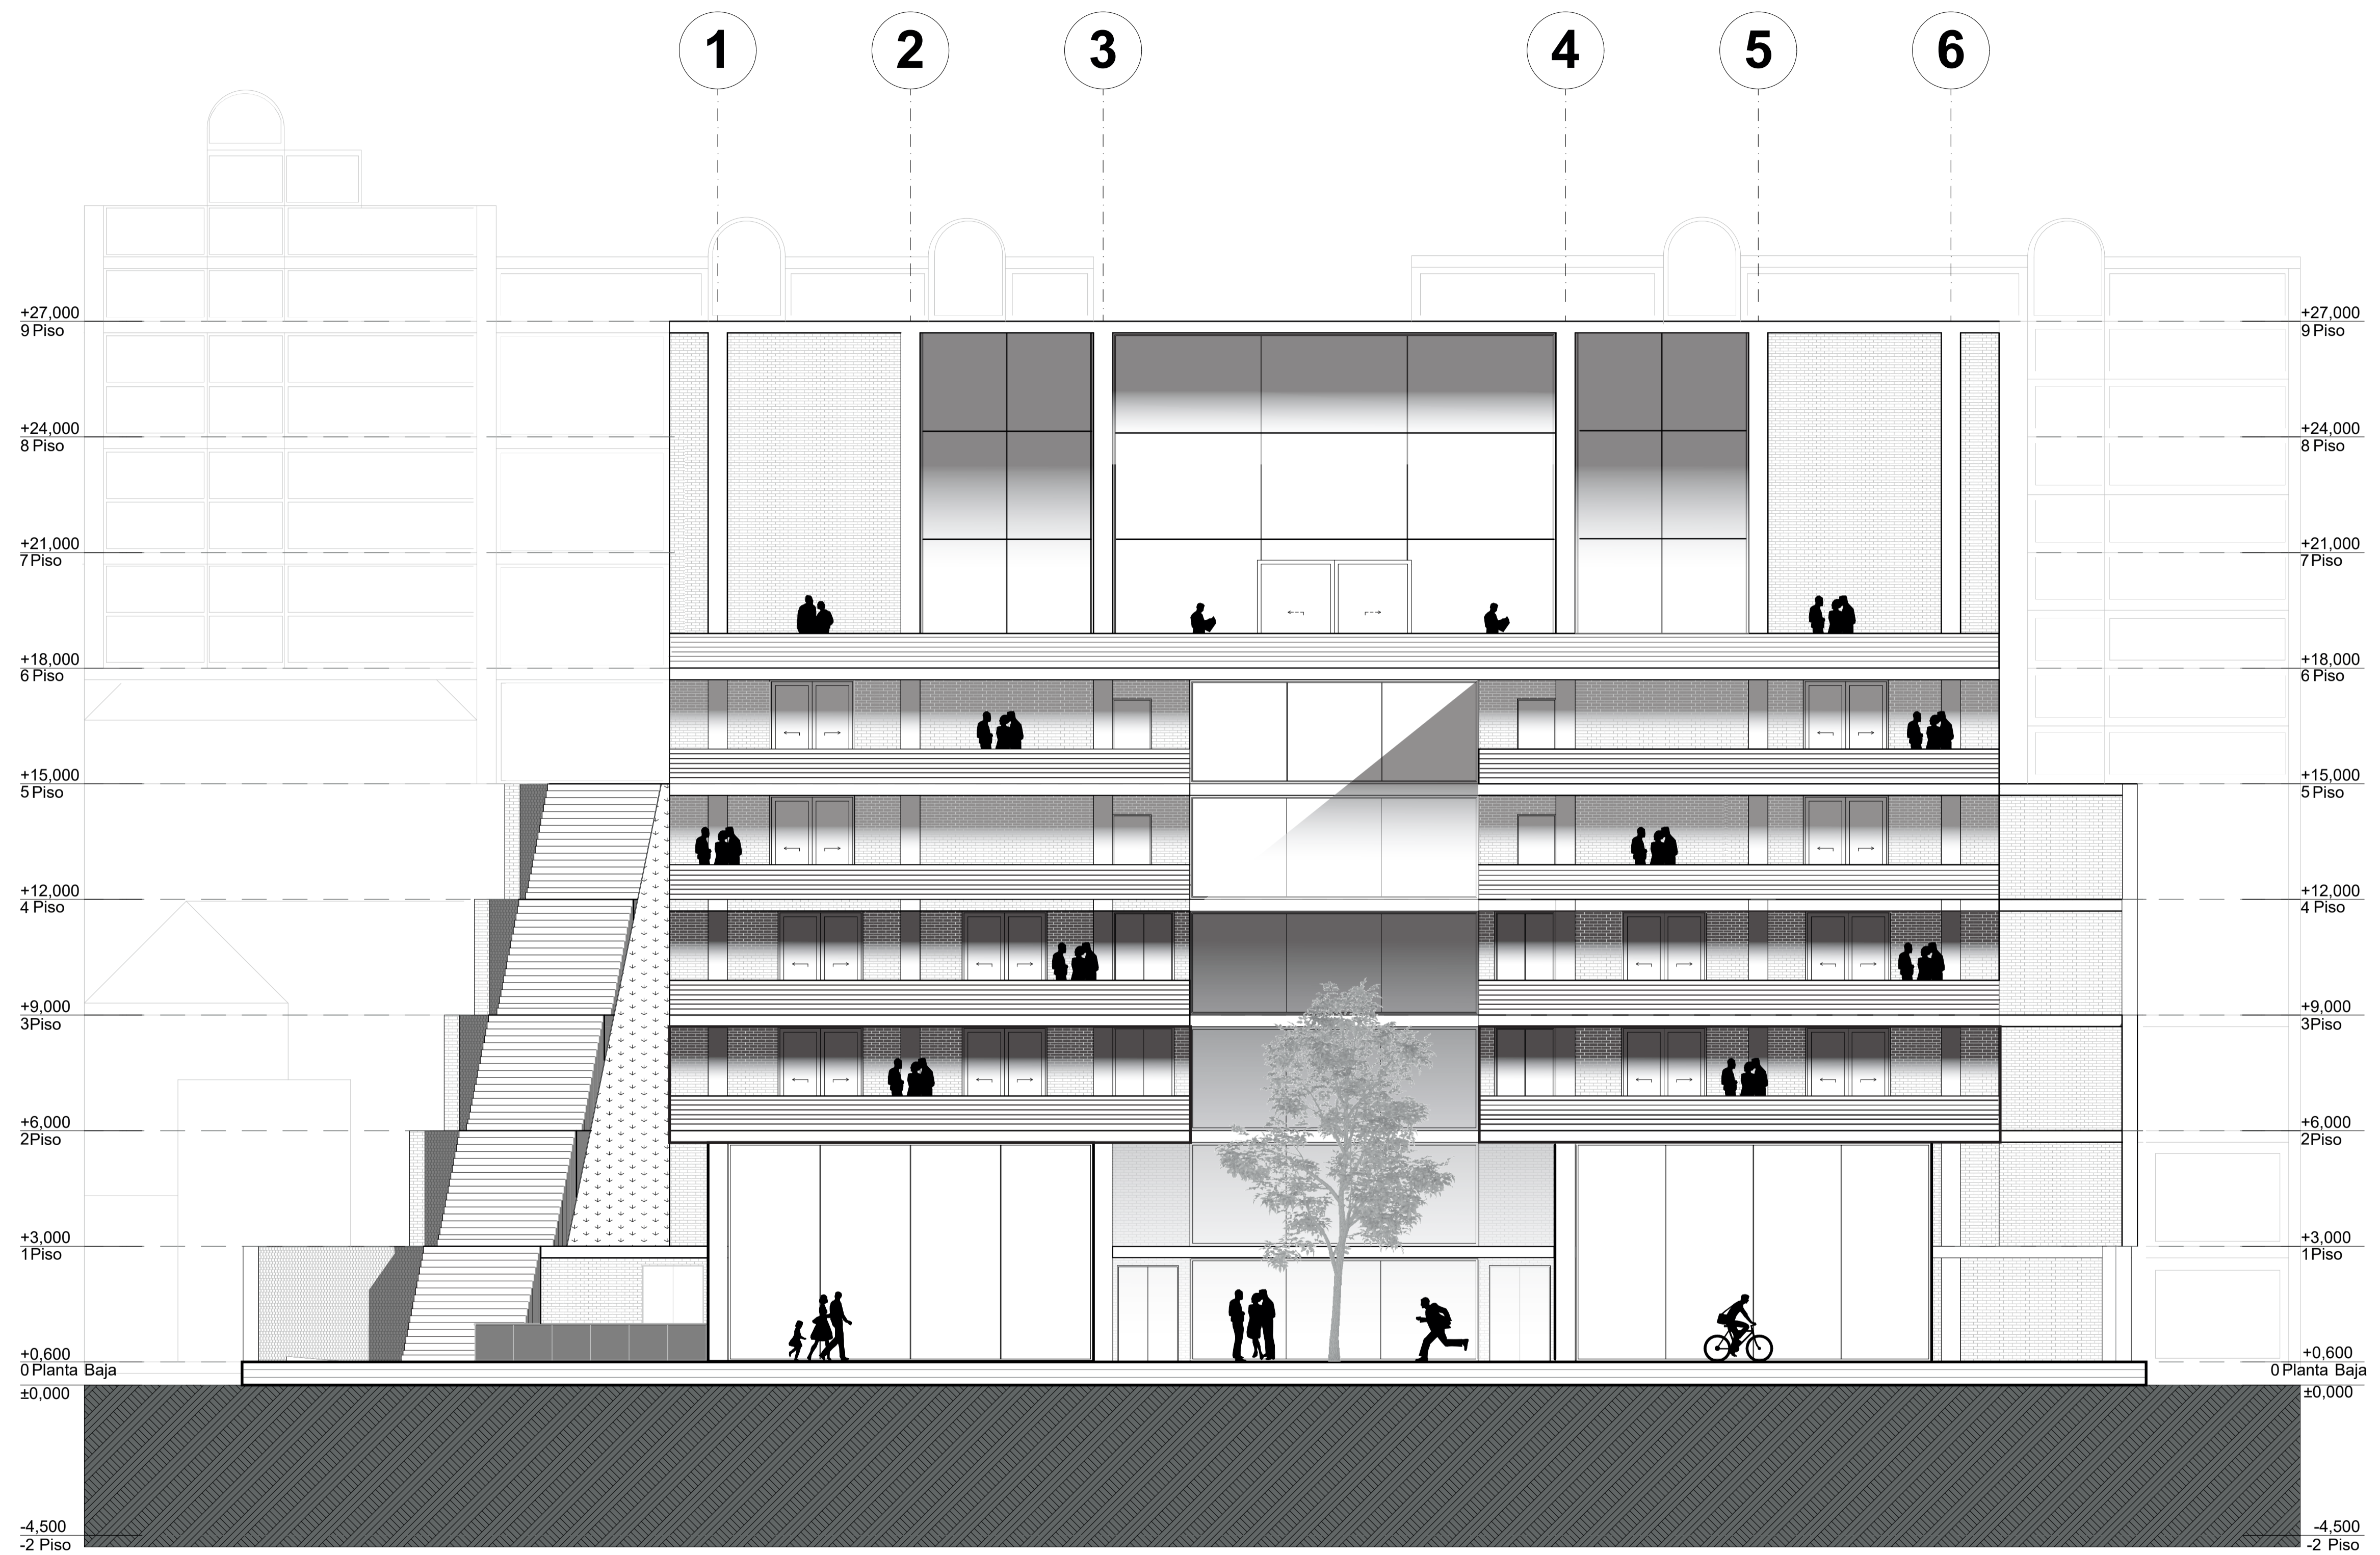 1 2 3 4 5 6
+27,000 +27,000
9 Piso 9 Piso
+24,000 +24,000
8 Piso 8 Piso
+21,000 +21,000
7 Piso 7 Piso
+18,000 +18,000
6 Piso 6 Piso
+15,000 +15,000
5 Piso 5 Piso
+12,000 +12,000
4 Piso 4 Piso
+9,000 +9,000
3Piso 3Piso
+6,000 +6,000
2Piso 2Piso
+3,000 +3,000
1Piso 1Piso
+0,600 +0,600
0 Planta Baja 0 Planta Baja
±0,000 ±0,000
-4,500 -4,500
-2 Piso -2 Piso